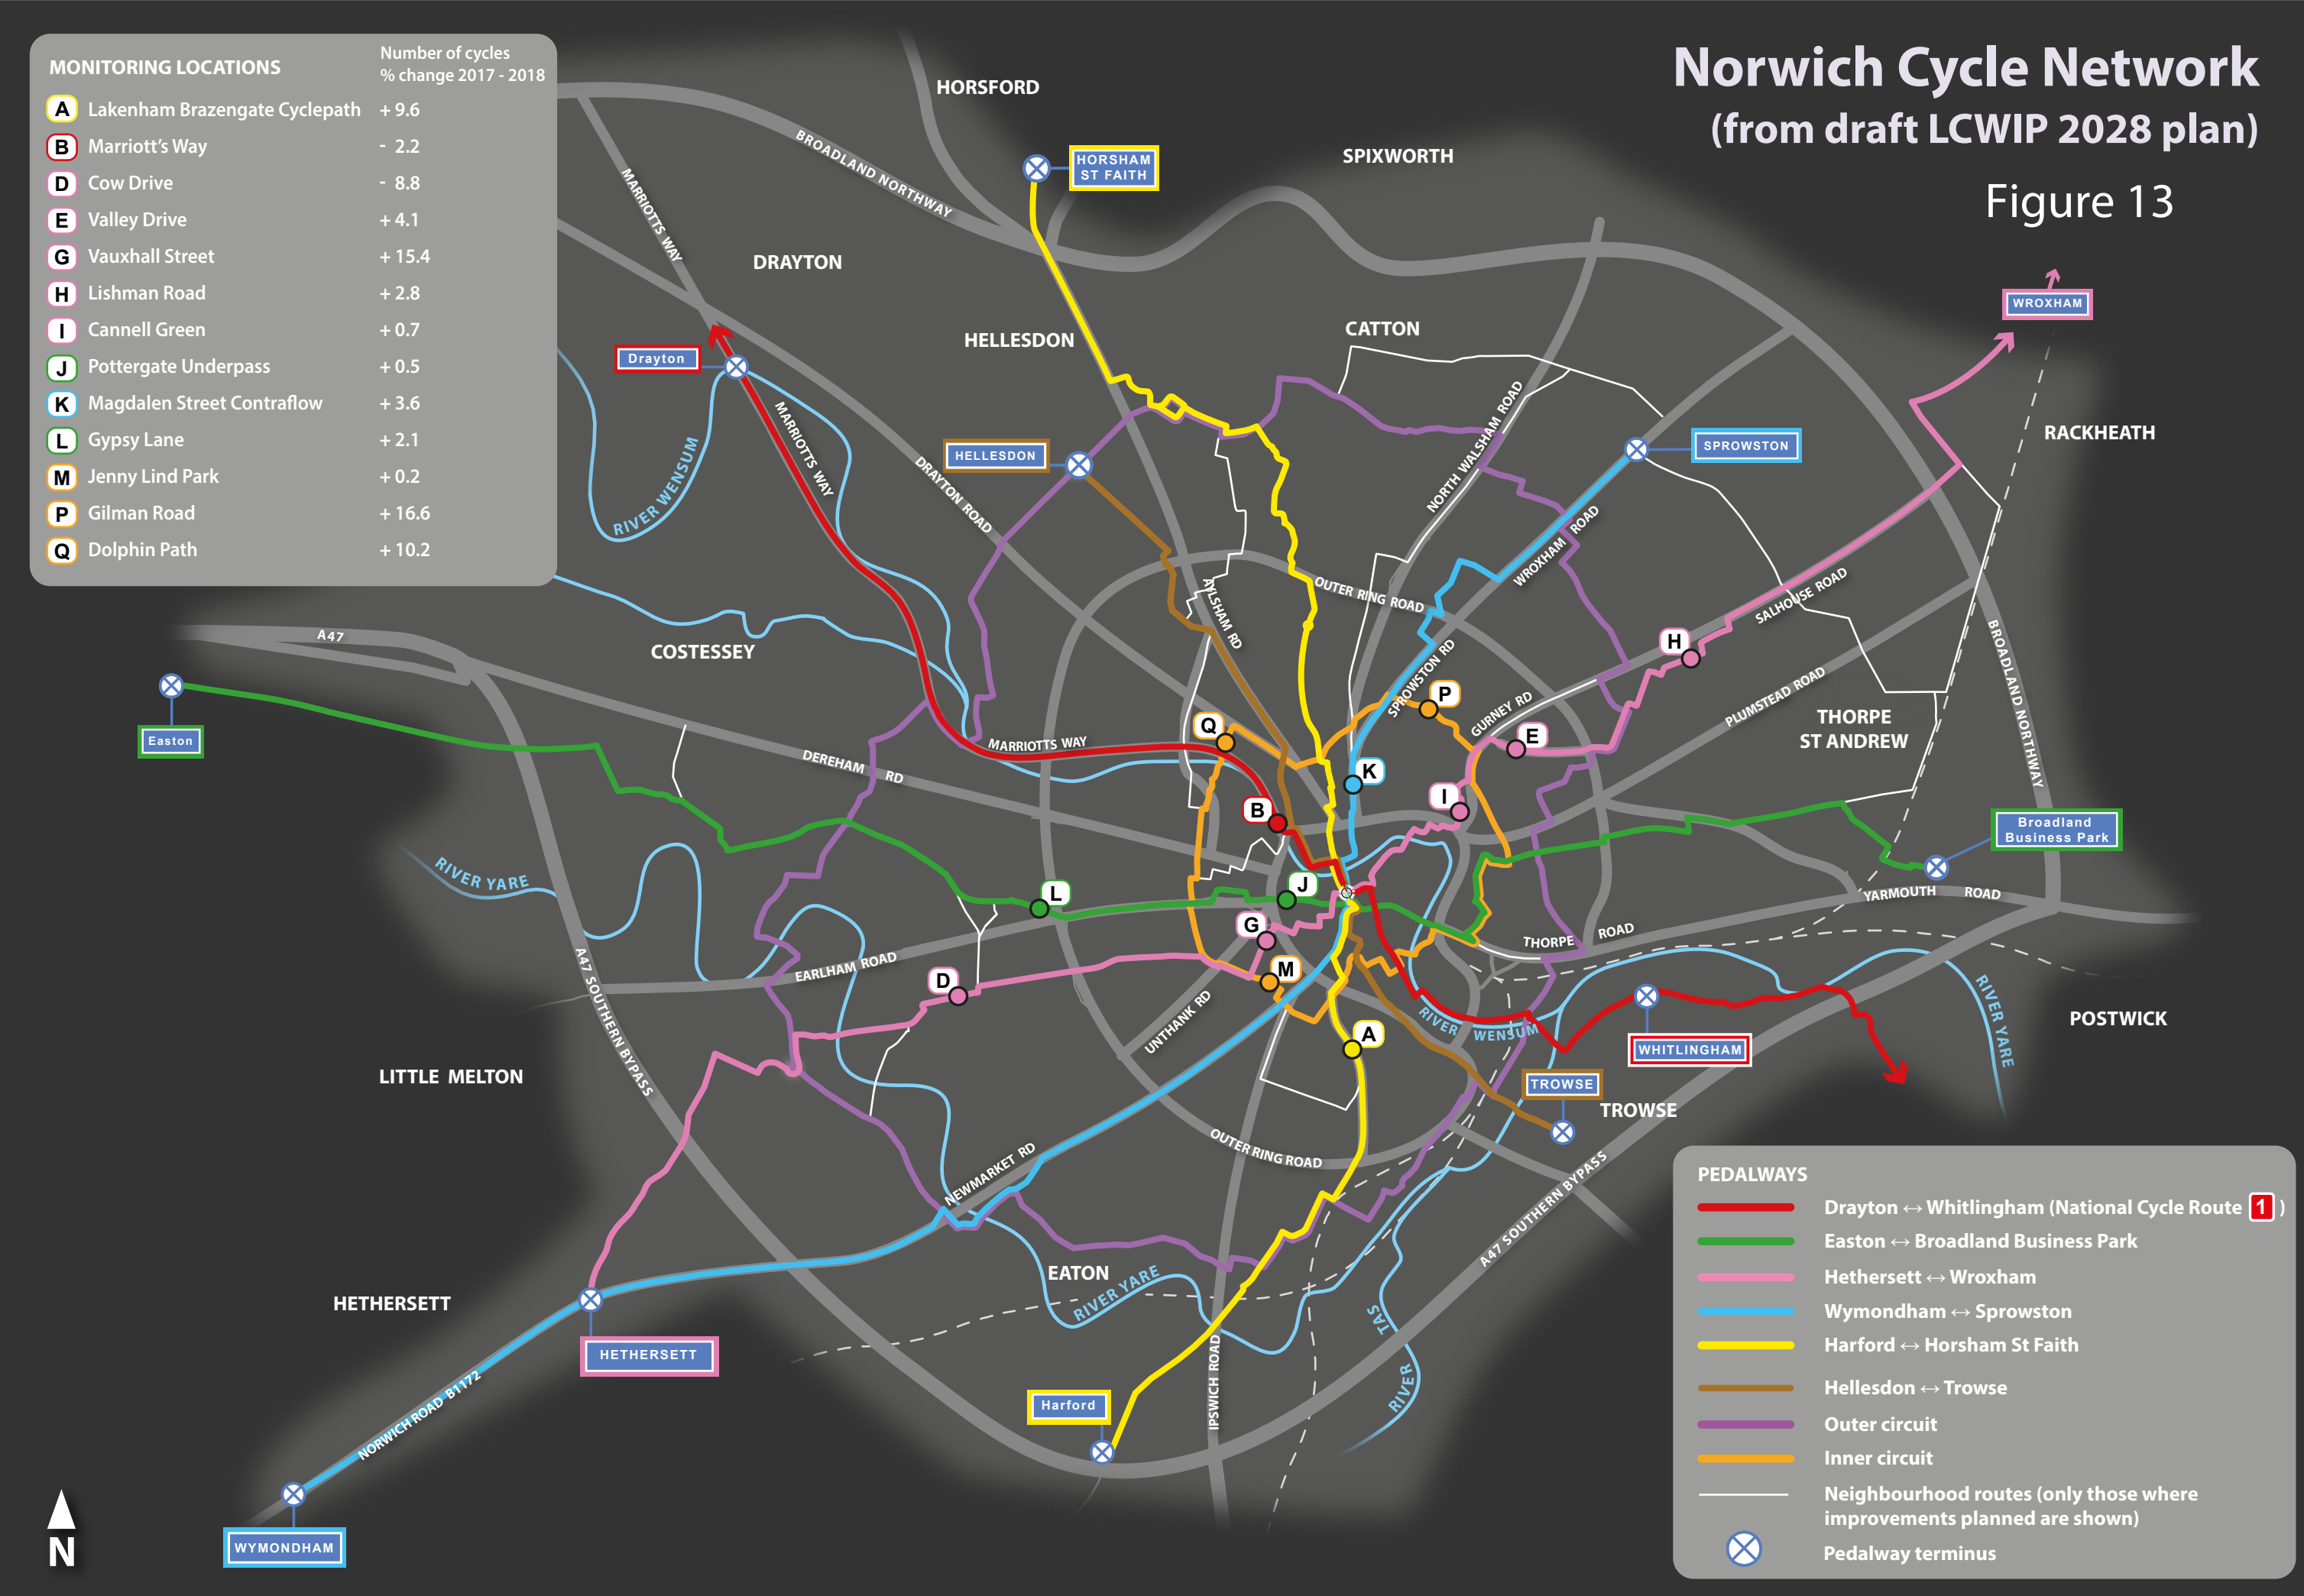 Norwich Cycle Network
(from draft LCWIP 2028 plan)
Figure 13
MONITORING LOCATIONS
Number of cycles
% change 2017 - 2018
A Lakenham Brazengate Cyclepath + 9.6
B Marriott's Way - 2.2
D Cow Drive - 8.8
E Valley Drive + 4.1
G Vauxhall Street + 15.4
H Lishman Road + 2.8
I Cannell Green + 0.7
J Pottergate Underpass + 0.5
K Magdalen Street Contraflow + 3.6
L Gypsy Lane + 2.1
M Jenny Lind Park + 0.2
P Gilman Road + 16.6
Q Dolphin Path + 10.2
HORSFORD
BROADLAND NORTHWAY
HORSHAM
ST FAITH
SPIXWORTH
MARRIOTTS WAY
DRAYTON
HELLESDON
CATTON
WROXHAM
Drayton
MARRIOTTS WAY
RIVER WENSUM
HELLESDON
DRAYTON ROAD
NORTH WALSHAM ROAD
SPROWSTON
RACKHEATH
WROXHAM ROAD
OUTER RING ROAD
AYLSHAM RD
SALHOUSE ROAD
BROADLAND NORTHWAY
A47
COSTESSEY
H
SPROWSTON RD
P
GURNEY RD
PLUMSTEAD ROAD
THORPE
ST ANDREW
Easton
Q
MARRIOTTS WAY
E
DEREHAM RD
K
I
B
Broadland
Business Park
RIVER YARE
L
J
YARMOUTH ROAD
G
THORPE ROAD
EARLHAM ROAD
D
M
A47 SOUTHERN BYPASS
UNTHANK RD
A
RIVER WENSUM
WHITLINGHAM
RIVER YARE
POSTWICK
LITTLE MELTON
TROWSE
TROWSE
OUTER RING ROAD
NEWMARKET RD
A47 SOUTHERN BYPASS
EATON
RIVER YARE
HETHERSETT
HETHERSETT
TAS
RIVER
IPSWICH ROAD
Harford
NORWICH ROAD B1172
WYMONDHAM
N
PEDALWAYS
Drayton ↔ Whitlingham (National Cycle Route 1 )
Easton ↔ Broadland Business Park
Hethersett ↔ Wroxham
Wymondham ↔ Sprowston
Harford ↔ Horsham St Faith
Hellesdon ↔ Trowse
Outer circuit
Inner circuit
Neighbourhood routes (only those where
improvements planned are shown)
Pedalway terminus